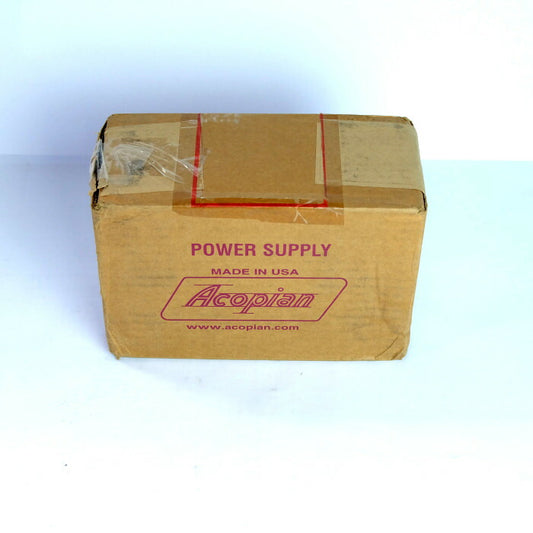 POWER SUPPLY
MADE IN USA
Acopian
www.acopian.com